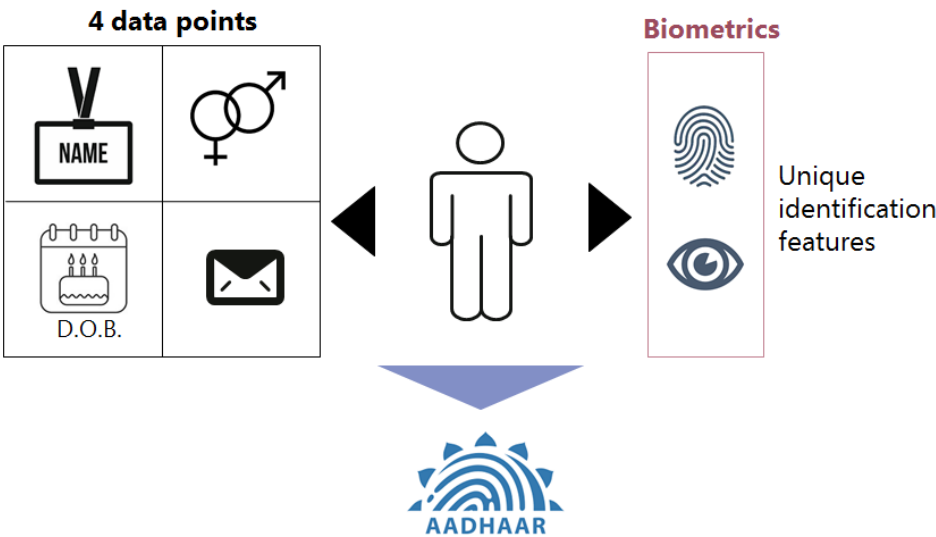 4 data points
Biometrics
NAME
D.O.B.
Unique
identification
features
AADHAAR